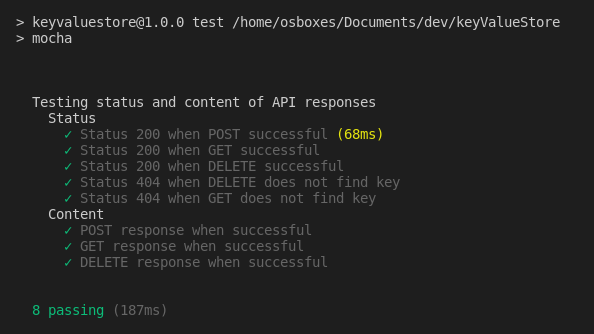 > keyvaluestore@1.0.0 test /home/osboxes/Documents/dev/keyValueStore
> mocha
Testing status and content of API responses
Status
✓ Status 200 when POST successful (68ms)
✓ Status 200 when GET successful
✓ Status 200 when DELETE successful
✓ Status 404 when DELETE does not find key
✓ Status 404 when GET does not find key
Content
✓ POST response when successful
✓ GET response when successful
✓ DELETE response when successful
8 passing (187ms)